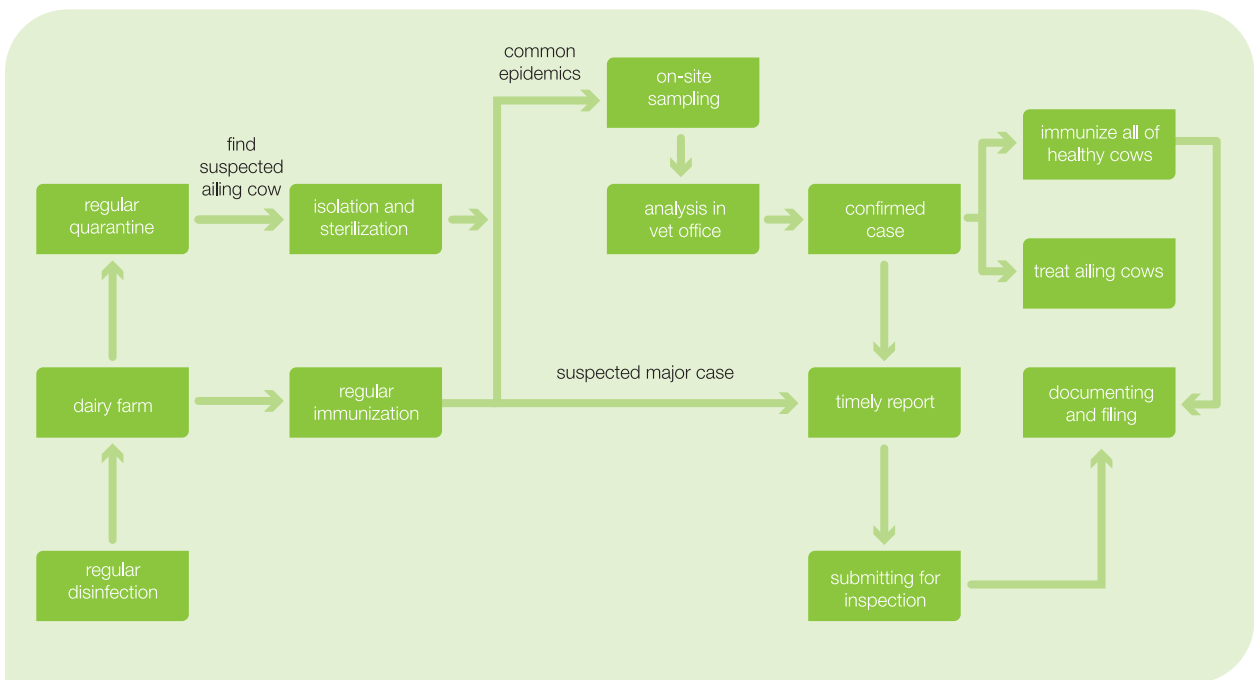 common
epidemics
on-site
sampling
find
suspected
ailing cow
immunize all of
healthy cows
regular
quarantine
isolation and
sterilization
analysis in
vet office
confirmed
case
treat ailing cows
dairy farm
regular
immunization
suspected major case
timely report
documenting
and filing
regular
disinfection
submitting for
inspection